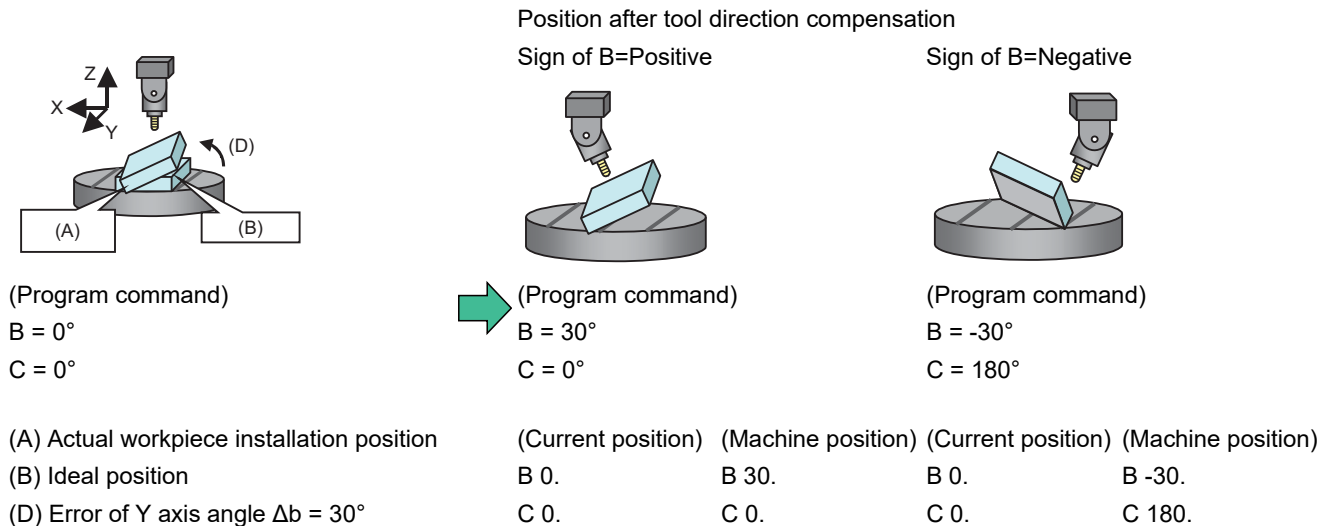 Position after tool direction compensation
Sign of B=Positive
Sign of B=Negative
Z
X
Y
(D)
(A)
(B)
(Program command)
B = 0°
C = 0°
(Program command)
B = 30°
C = 0°
(Program command)
B = -30°
C = 180°
(A) Actual workpiece installation position
(B) Ideal position
(D) Error of Y axis angle Δb = 30°
(Current position) (Machine position) (Current position) (Machine position)
B 0. B 30. B 0. B -30.
C 0. C 0. C 0. C 180.